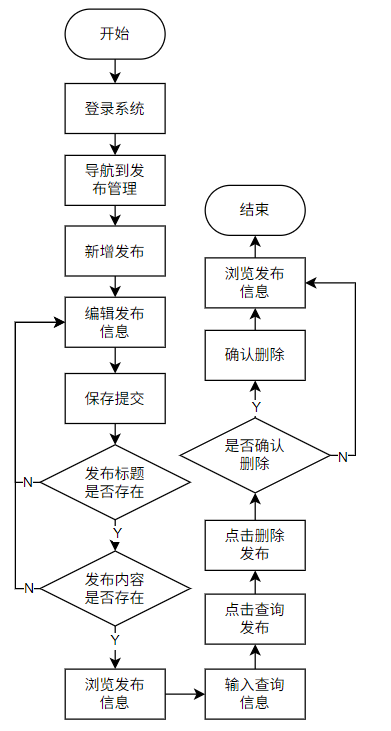 开始
登录系统
导航到发
布管理
新增发布
编辑发布
信息
保存提交
发布标题
是否存在
N
Y
发布内容
是否存在
N
Y
浏览发布
信息
输入查询
信息
点击查询
发布
点击删除
发布
是否确认
删除
N
Y
确认删除
浏览发布
信息
结束